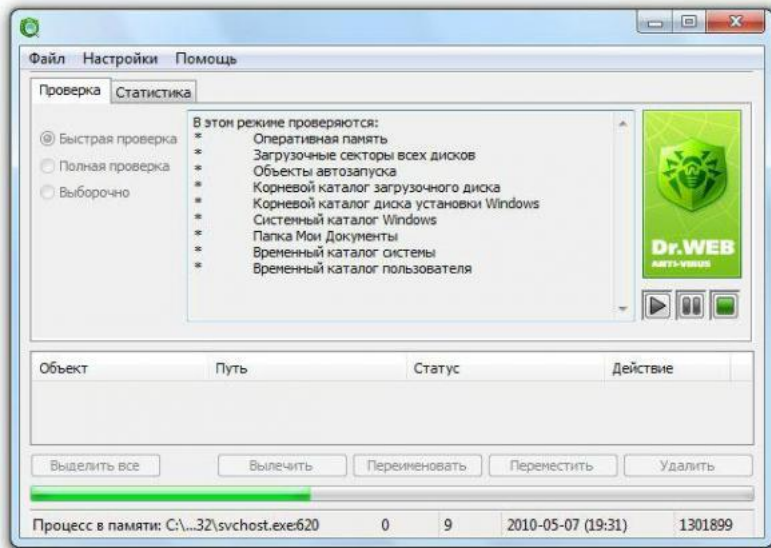 Файл Настройки Помощь
Проверка Статистика
Быстрая проверка
Полная проверка
Выборочно
В этом режиме проверяются:
* Оперативная память
* Загрузочные секторы всех дисков
* Объекты автозапуска
* Корневой каталог загрузочного диска
* Корневой каталог диска установки Windows
* Системный каталог Windows
* Папка Мои Документы
* Временный каталог системы
* Временный каталог пользователя
Dr.WEB
ANTI-VIRUS
Объект Путь Статус Действие
Выделить все Вылечить Переименовать Переместить Удалить
Процесс в памяти: C:\...32\svchost.exe:620 0 9 2010-05-07 (19:31) 1301899